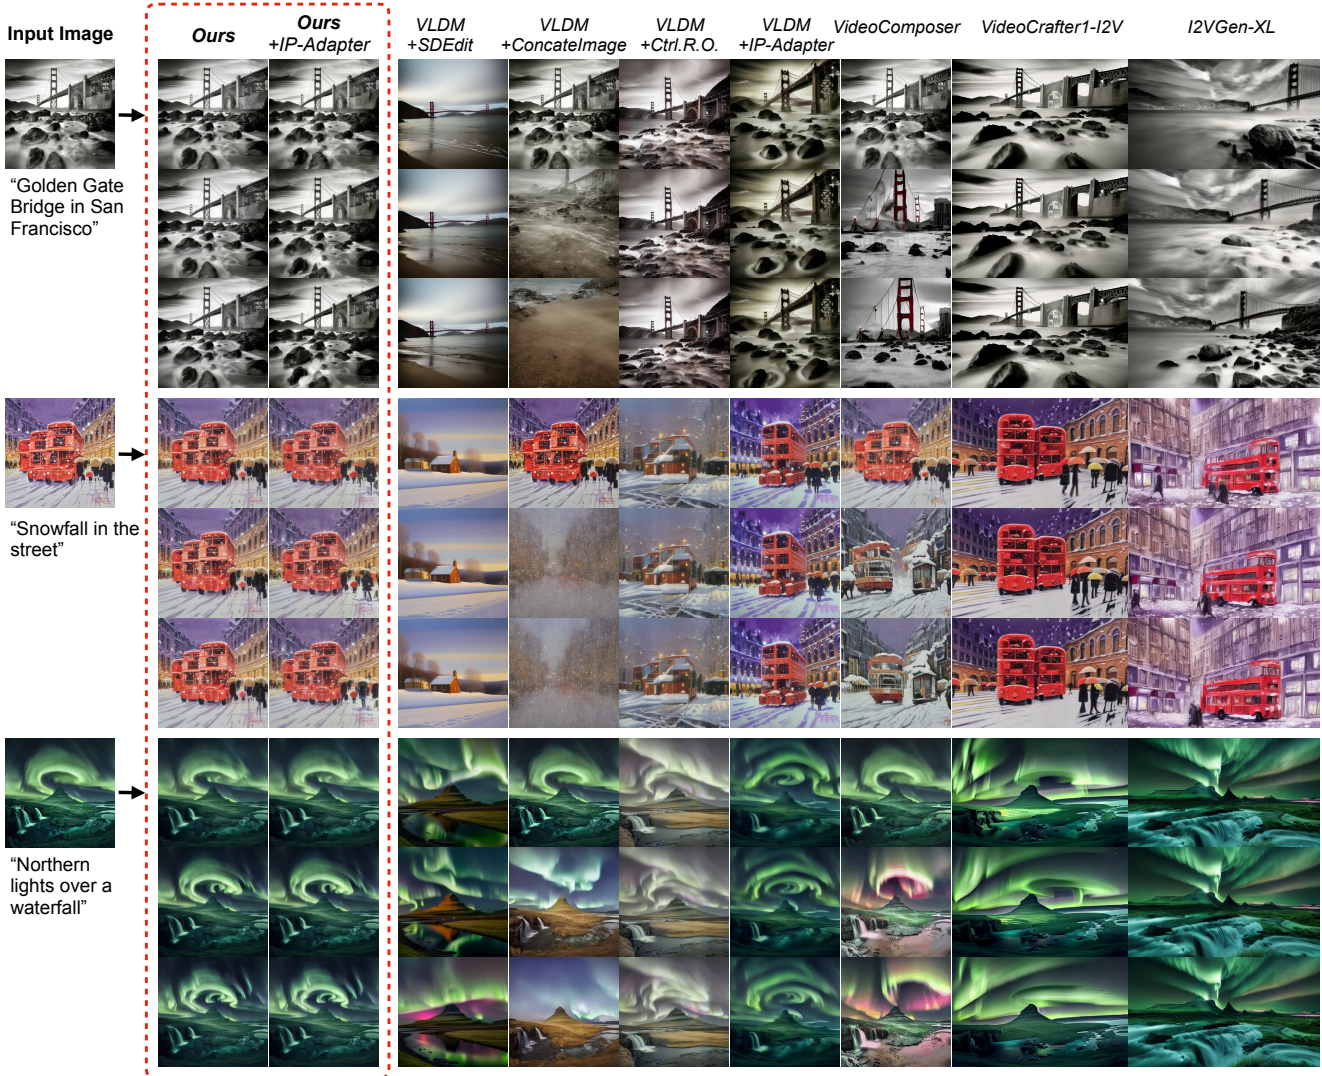 Input Image
Ours
Ours
+IP-Adapter
VLDM
+SDEdit
VLDM
+ConcateImage
VLDM
+Ctrl.R.O.
VLDM
+IP-Adapter
VideoComposer
VideoCrafter1-I2V
I2VGen-XL
“Golden Gate
Bridge in San
Francisco”
“Snowfall in the
street”
“Northern
lights over a
waterfall”